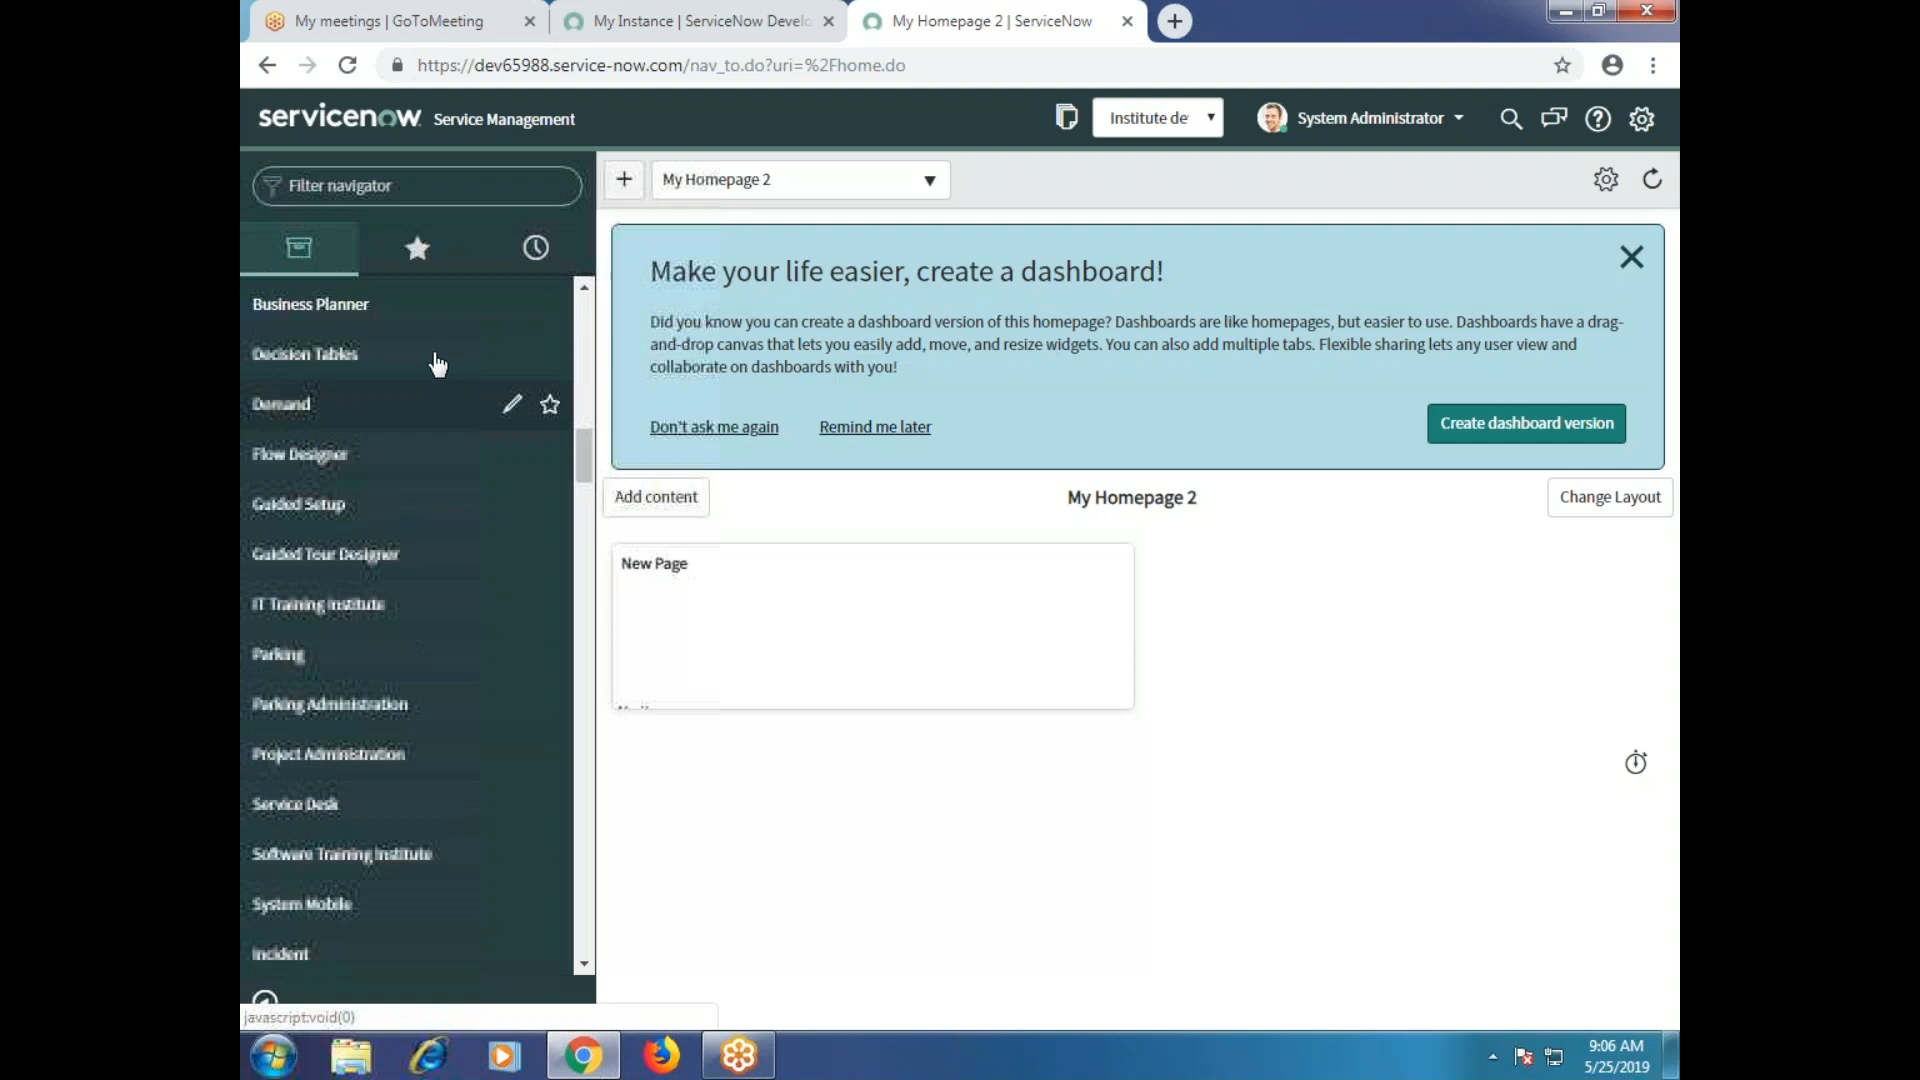 My meetings | GoToMeeting
My Instance | ServiceNow Develo
My Homepage 2 | ServiceNow
https://dev65988.service-now.com/nav_to.do?uri=%2Fhome.do
servicenow Service Management
Institute de
System Administrator
Filter navigator
My Homepage 2
Business Planner
Decision Tables
Demand
Flow Designer
Guided Setup
Guided Tour Designer
IT Training Institute
Parking
Parking Administration
Project Administration
Service Desk
Software Training Institute
System Mobile
Incident
javascript:void(0)
Make your life easier, create a dashboard!
Did you know you can create a dashboard version of this homepage? Dashboards are like homepages, but easier to use. Dashboards have a drag-
and-drop canvas that lets you easily add, move, and resize widgets. You can also add multiple tabs. Flexible sharing lets any user view and
collaborate on dashboards with you!
Don't ask me again
Remind me later
Create dashboard version
Add content
My Homepage 2
Change Layout
New Page
9:06 AM
5/25/2019